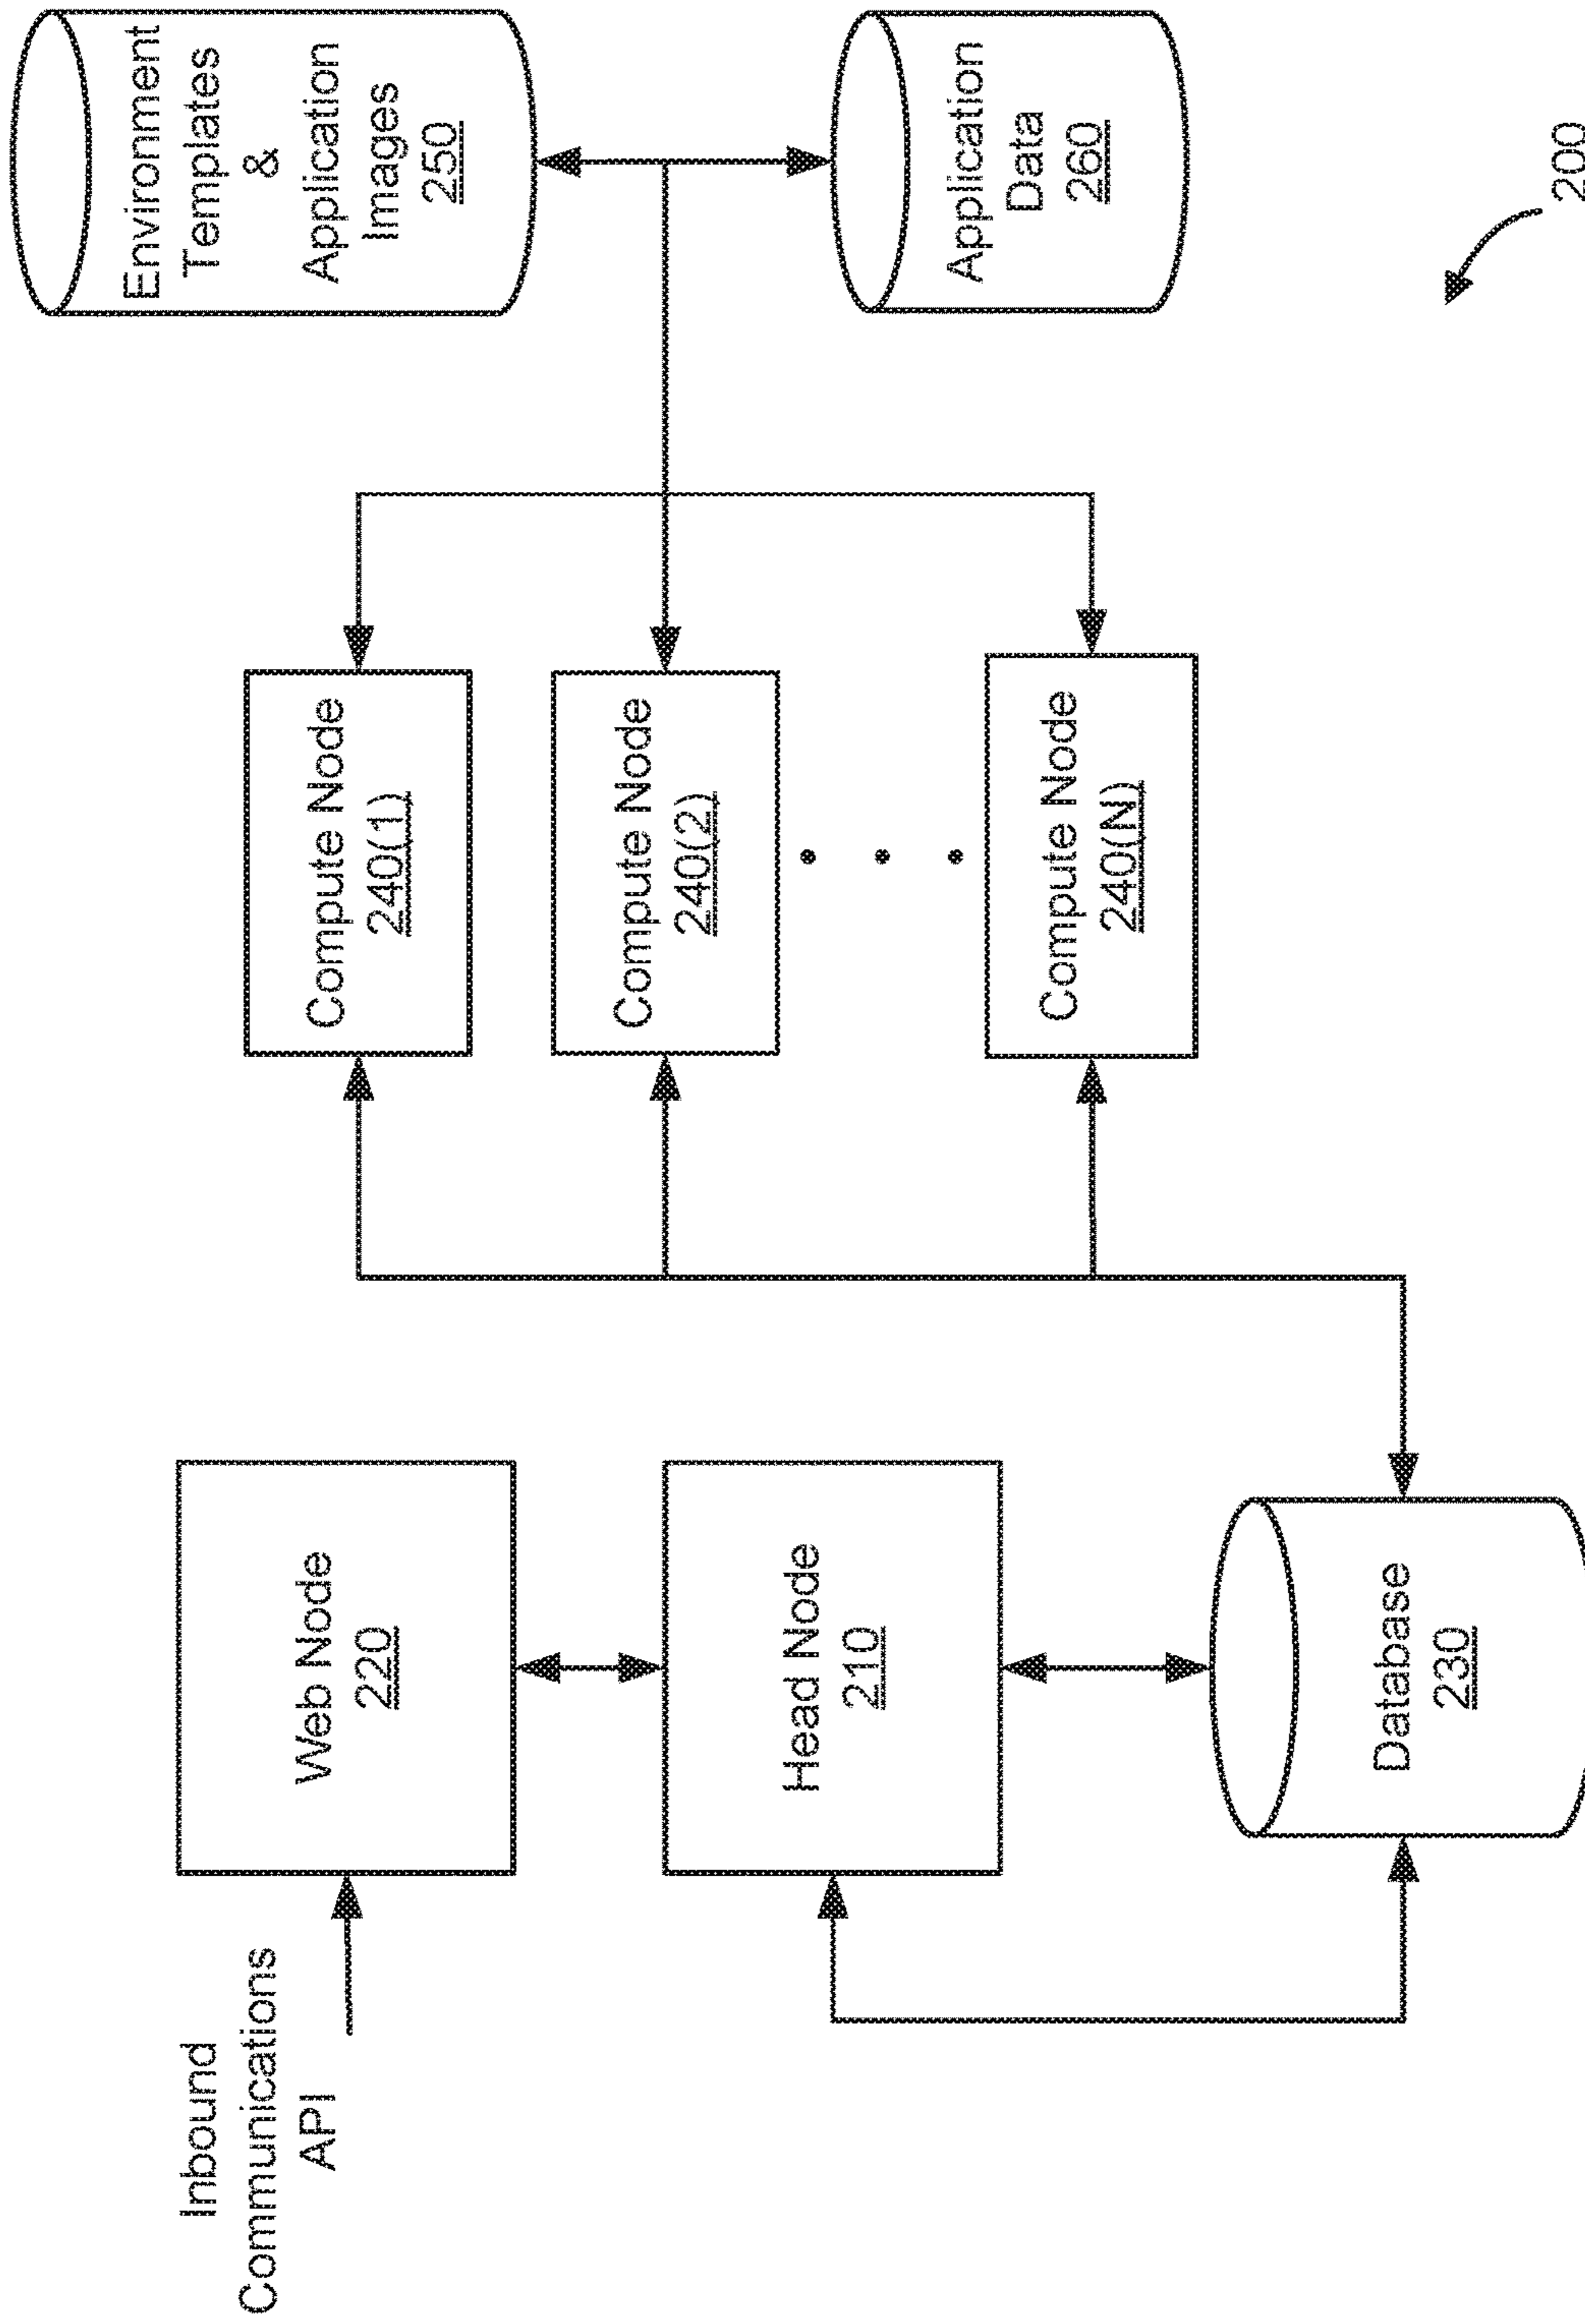 Inbound
Communications
API
Web Node
220
Head Node
210
Database
230
Compute Node
240(1)
Compute Node
240(2)
Compute Node
240(N)
Environment
Templates
&
Application
Images
250
Application
Data
260
200